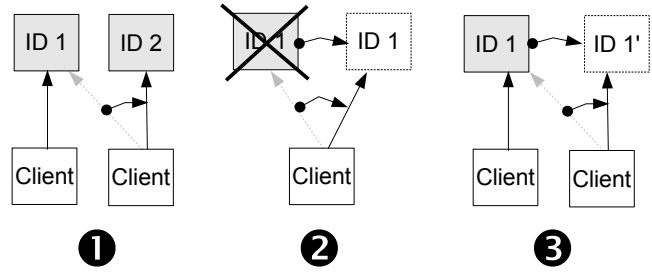 ID 1 ID 2 ID 1 ID 1 ID 1 ID 1'
Client Client Client Client Client
1 2 3